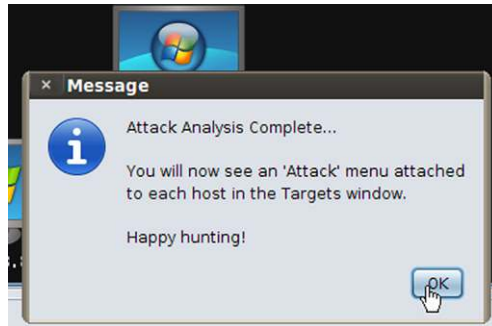 × Message
Attack Analysis Complete...
You will now see an 'Attack' menu attached
to each host in the Targets window.
Happy hunting!
OK